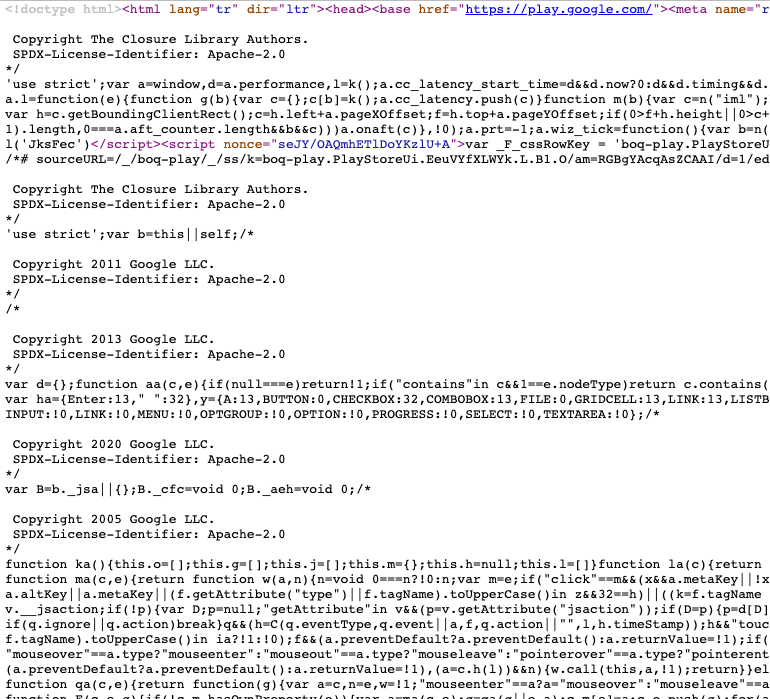 <!doctype html><html lang="tr" dir="ltr"><head><base href="https://play.google.com/"><meta name="r
Copyright The Closure Library Authors.
SPDX-License-Identifier: Apache-2.0
*/
'use strict';var a=window,d=a.performance,l=k();a.cc_latency_start_time=d&&d.now?0:d&&d.timing&&d.
a.l=function(e){function g(b){var c={};c[b]=k();a.cc_latency.push(c)}function m(b){var c=n("iml");
var h=c.getBoundingClientRect();c=h.left+a.pageXOffset;f=h.top+a.pageYOffset;if(0>f+h.height||0>c+
1).length,0===a.aft_counter.length&&b&&c)))a.onaft(c)},!0);a.prt=-1;a.wiz_tick=function(){var b=n(
l('JksFec')</script><script nonce="seJY/OAQmhETlDoYKzlU+A">var _F_cssRowKey = 'boq-play.PlayStoreU
/*# sourceURL=/_/boq-play/_/ss/k=boq-play.PlayStoreUi.EeuVYfXLWYk.L.B1.O/am=RGBgYAcqAsZCAAI/d=1/ed
Copyright The Closure Library Authors.
SPDX-License-Identifier: Apache-2.0
*/
'use strict';var b=this||self;/*
Copyright 2011 Google LLC.
SPDX-License-Identifier: Apache-2.0
*/
/*
Copyright 2013 Google LLC.
SPDX-License-Identifier: Apache-2.0
*/
var d={};function aa(c,e){if(null===e)return!1;if("contains"in c&&1==e.nodeType)return c.contains(
var ha={Enter:13," ":32},y={A:13,BUTTON:0,CHECKBOX:32,COMBOBOX:13,FILE:0,GRIDCELL:13,LINK:13,LISTB
INPUT:!0,LINK:!0,MENU:!0,OPTGROUP:!0,OPTION:!0,PROGRESS:!0,SELECT:!0,TEXTAREA:!0};/*
Copyright 2020 Google LLC.
SPDX-License-Identifier: Apache-2.0
*/
var B=b._jsa||{};B._cfc=void 0;B._aeh=void 0;/*
Copyright 2005 Google LLC.
SPDX-License-Identifier: Apache-2.0
*/
function ka(){this.o=[];this.g=[];this.j=[];this.m={};this.h=null;this.l=[]}function la(c){return
function ma(c,e){return function w(a,n){n=void 0===n?!0:n;var m=e;if("click"==m&&(x&&a.metaKey||!x
a.altKey||a.metaKey||(f.getAttribute("type")||f.tagName).toUpperCase()in z&&32==h)||((k=f.tagName
v.__jsaction;if(!p){var D;p=null;"getAttribute"in v&&(p=v.getAttribute("jsaction"));if(D=p){p=d[D]
if(q.ignore||q.action)break}q&&(h=C(q.eventType,q.event||a,f,q.action||"",l,h.timeStamp));h&&"touc
f.tagName).toUpperCase()in ia?!1:!0);f&&(a.preventDefault?a.preventDefault():a.returnValue=!1);if(
"mouseover"==a.type?"mouseenter":"mouseout"==a.type?"mouseleave":"pointerover"==a.type?"pointerent
(a.preventDefault?a.preventDefault():a.returnValue=!1),(a=c.h(l))&&n){w.call(this,a,!1);return}}el
function qa(c,e){return function(g){var a=c,n=e,w=!1;"mouseenter"==a?a="mouseover":"mouseleave"==a